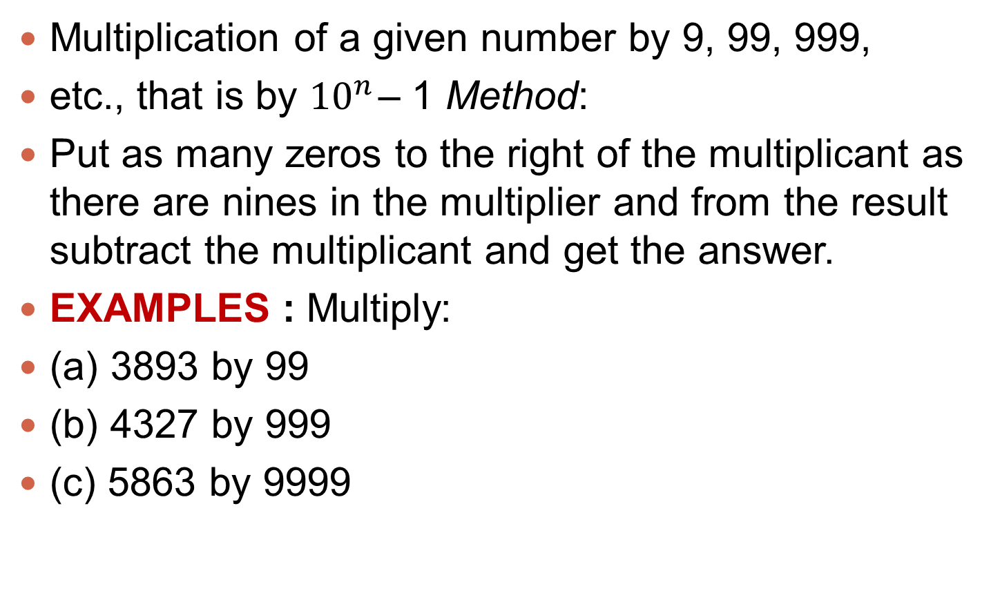 • Multiplication of a given number by 9, 99, 999,
• etc., that is by 10ⁿ – 1 Method:
• Put as many zeros to the right of the multiplicant as
there are nines in the multiplier and from the result
subtract the multiplicant and get the answer.
• EXAMPLES : Multiply:
• (a) 3893 by 99
• (b) 4327 by 999
• (c) 5863 by 9999